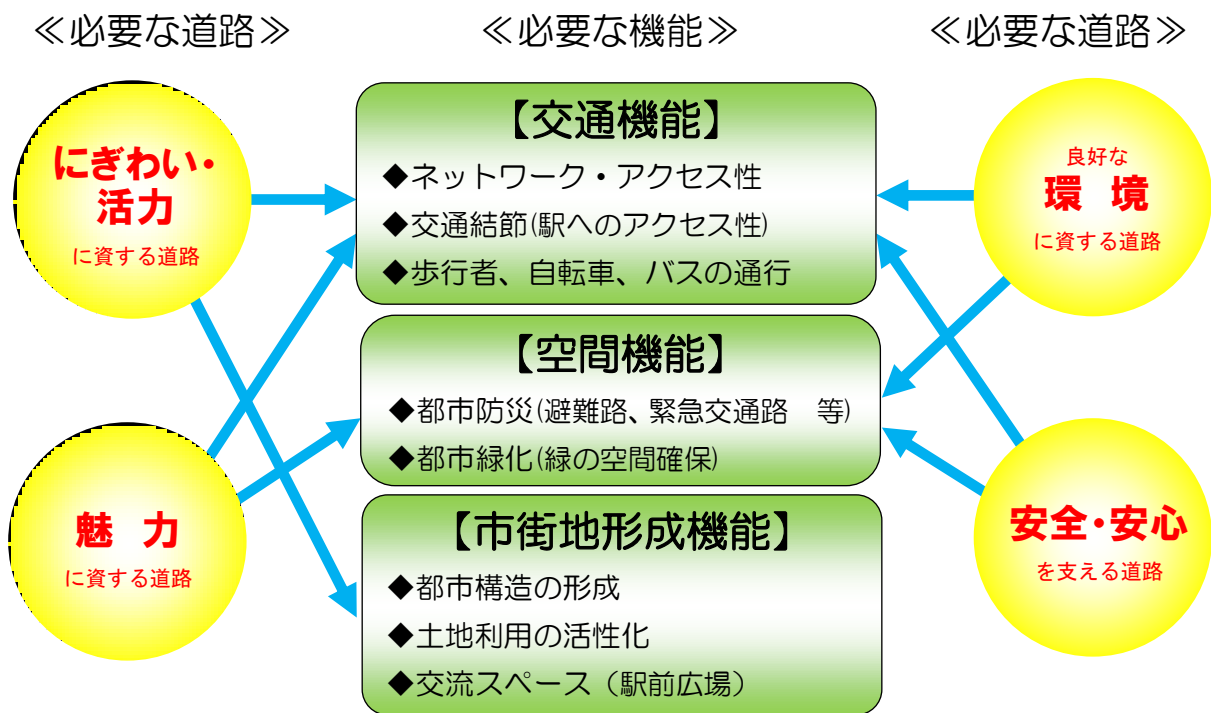 ≪必要な道路≫
≪必要な機能≫
≪必要な道路≫
にぎわい・
活力
に資する道路
魅 力
に資する道路
【交通機能】
◆ネットワーク・アクセス性
◆交通結節(駅へのアクセス性)
◆歩行者、自転車、バスの通行
【空間機能】
◆都市防災(避難路、緊急交通路　等)
◆都市緑化(緑の空間確保)
【市街地形成機能】
◆都市構造の形成
◆土地利用の活性化
◆交流スペース（駅前広場）
良好な
環 境
に資する道路
安全・安心
を支える道路